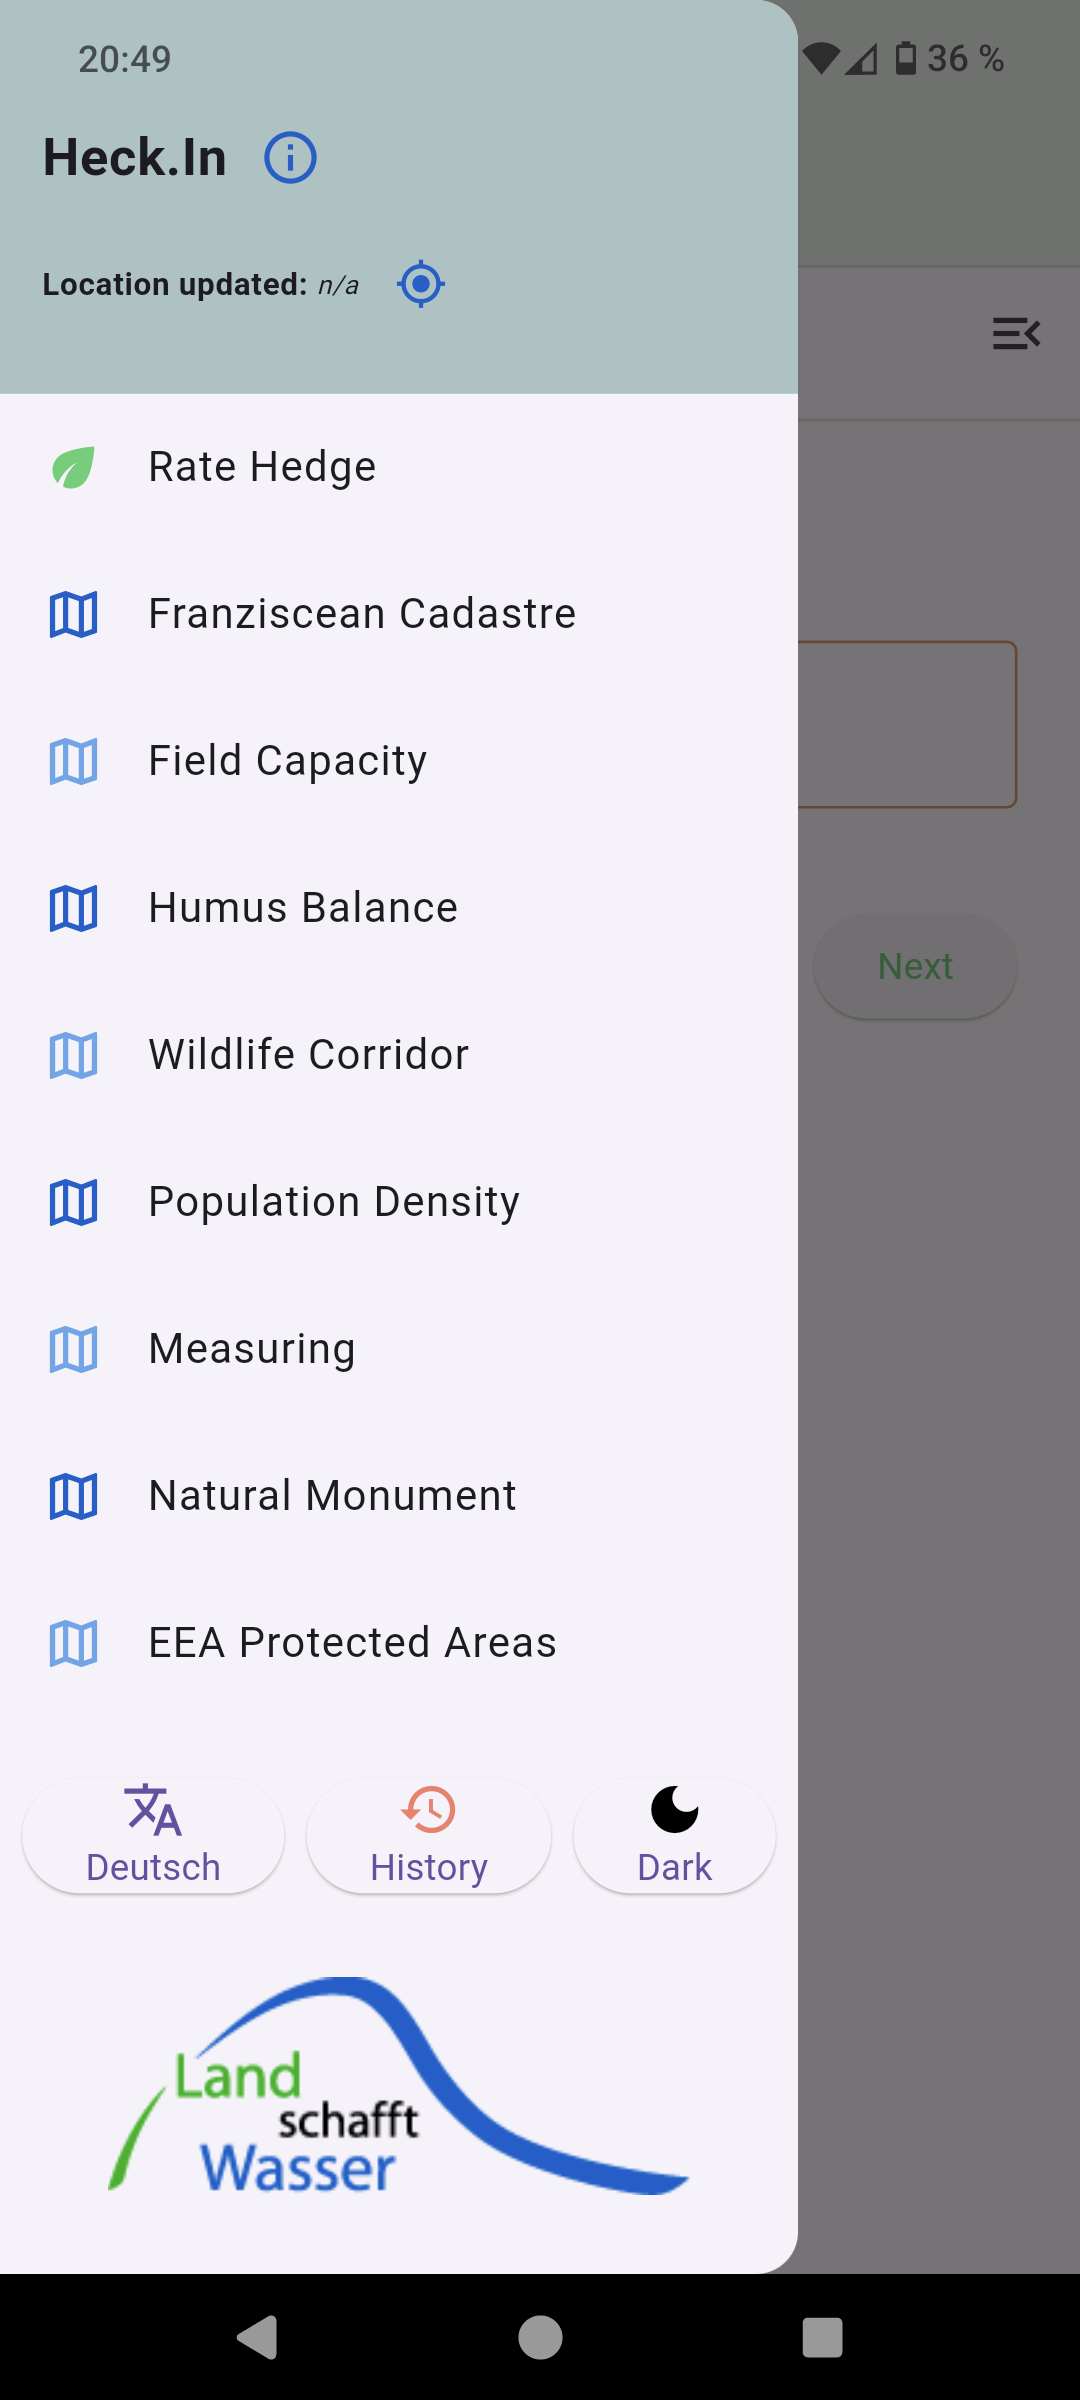 20:49
36 %
Heck.In
Location updated: n/a
Rate Hedge
Franziscean Cadastre
Field Capacity
Humus Balance
Next
Wildlife Corridor
Population Density
Measuring
Natural Monument
EEA Protected Areas
Deutsch
History
Dark
Land
schafft
Wasser